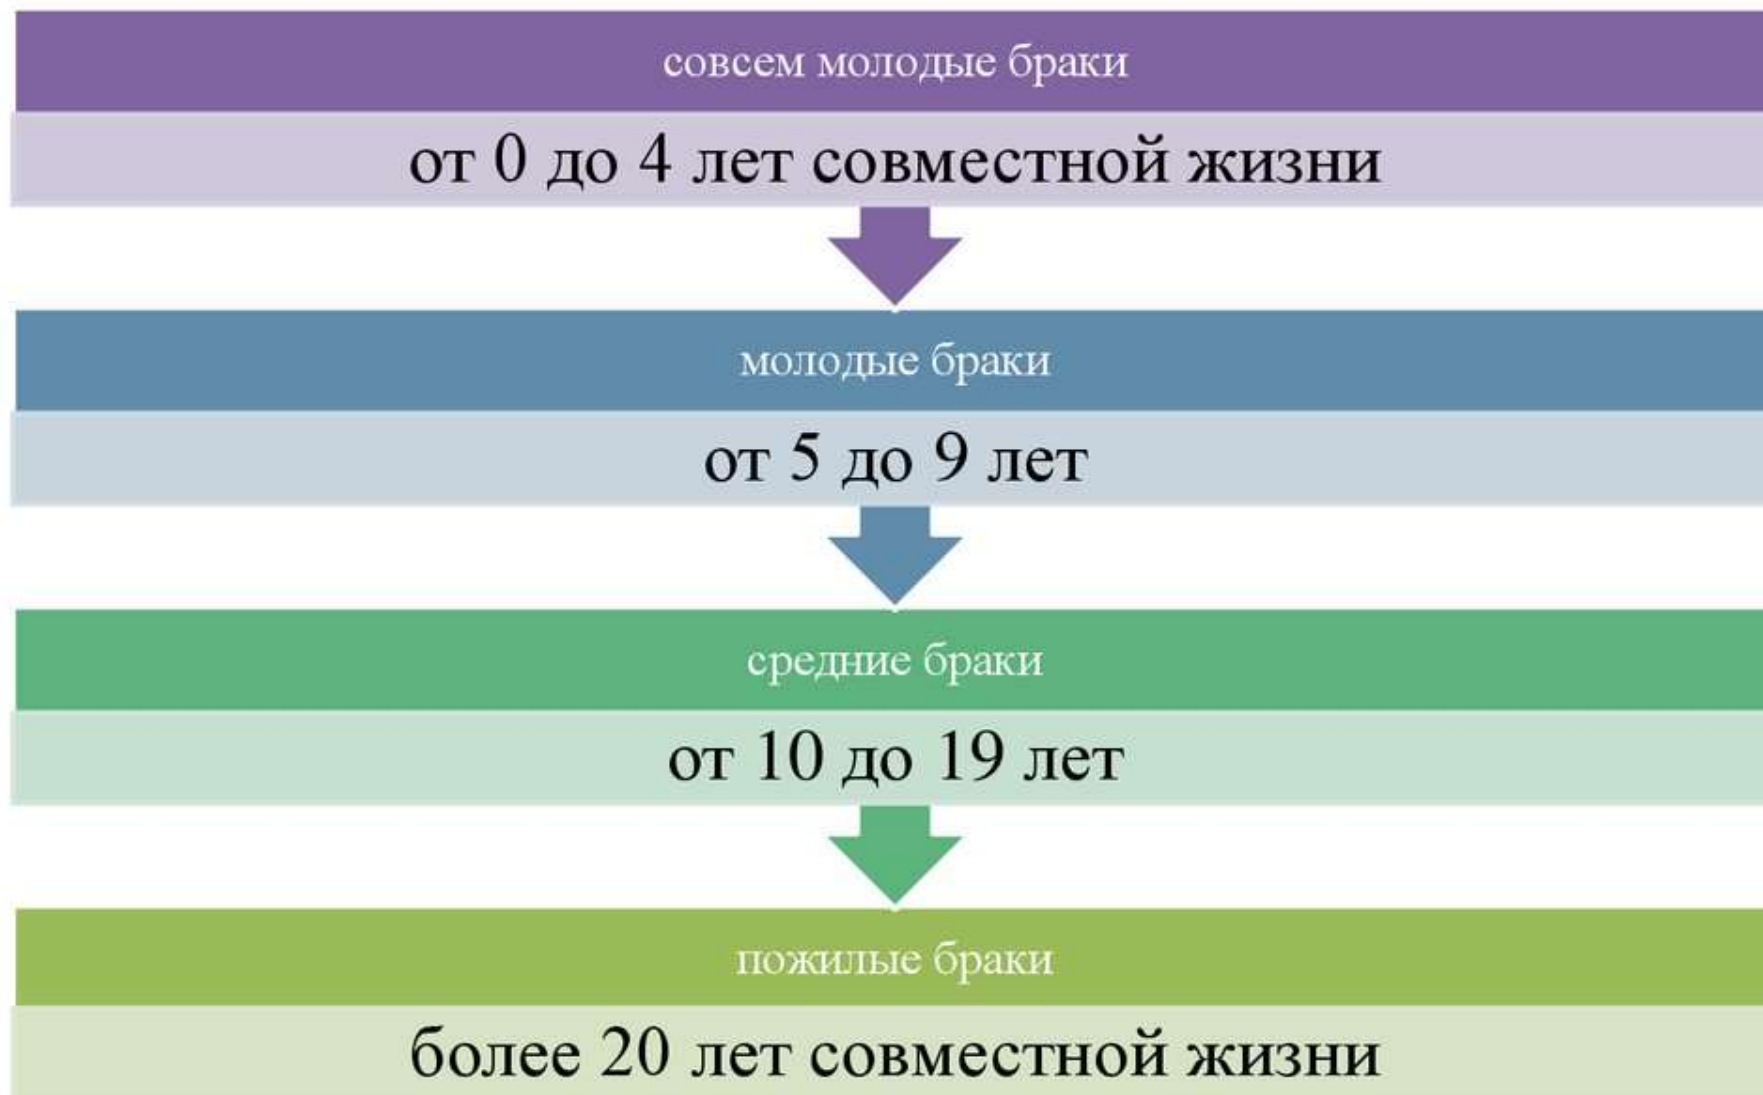 совсем молодые браки
от 0 до 4 лет совместной жизни
молодые браки
от 5 до 9 лет
средние браки
от 10 до 19 лет
пожилые браки
более 20 лет совместной жизни